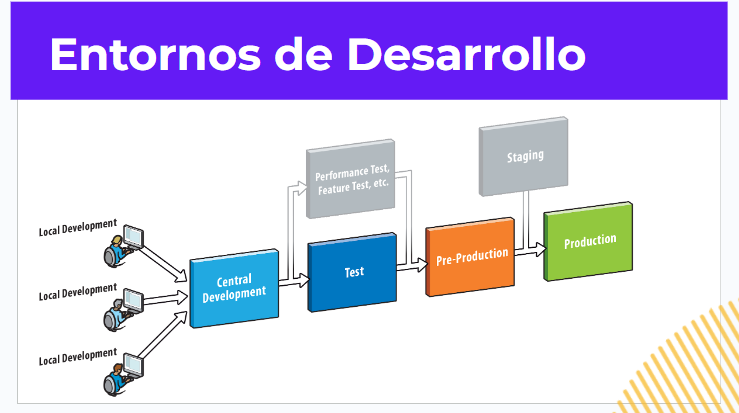 Entornos de Desarrollo
Performance Test,
Feature Test, etc.
Staging
Local Development
Local Development
Local Development
Central
Development
Test
Pre-Production
Production